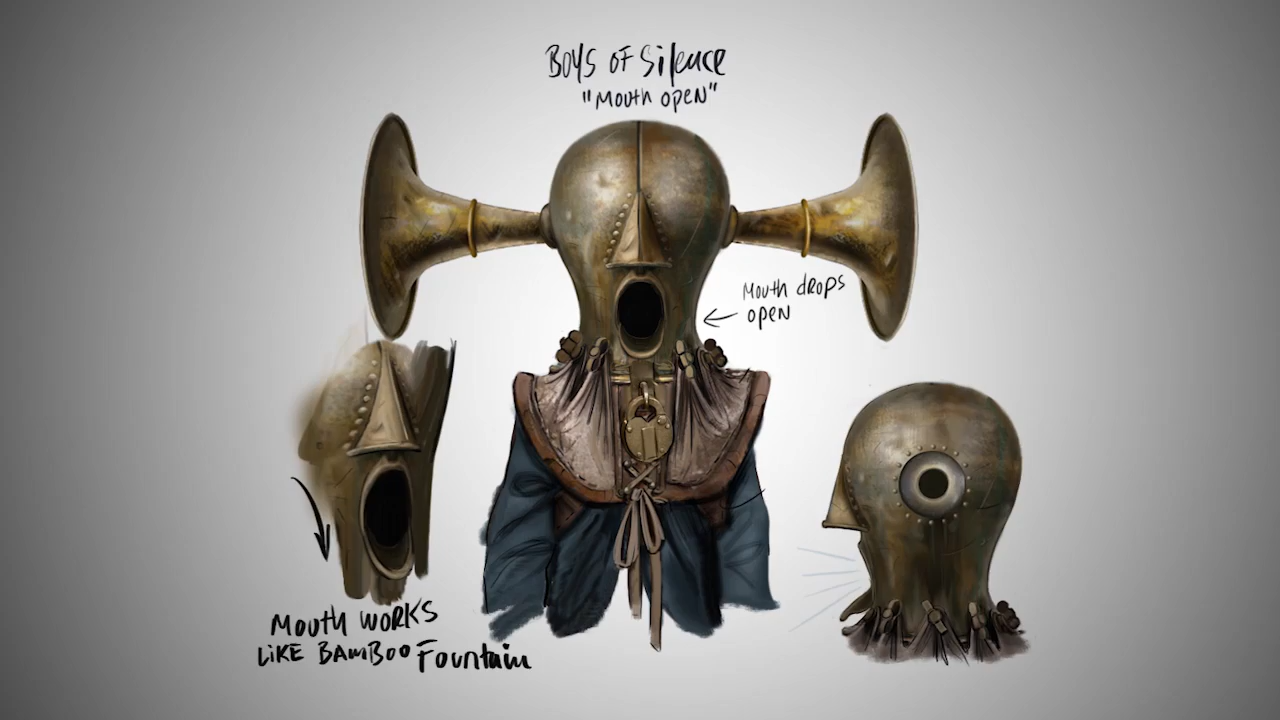 BOYS OF Silence
"Mouth open"
Mouth drops
open
Mouth works
Like Bamboo Fountain